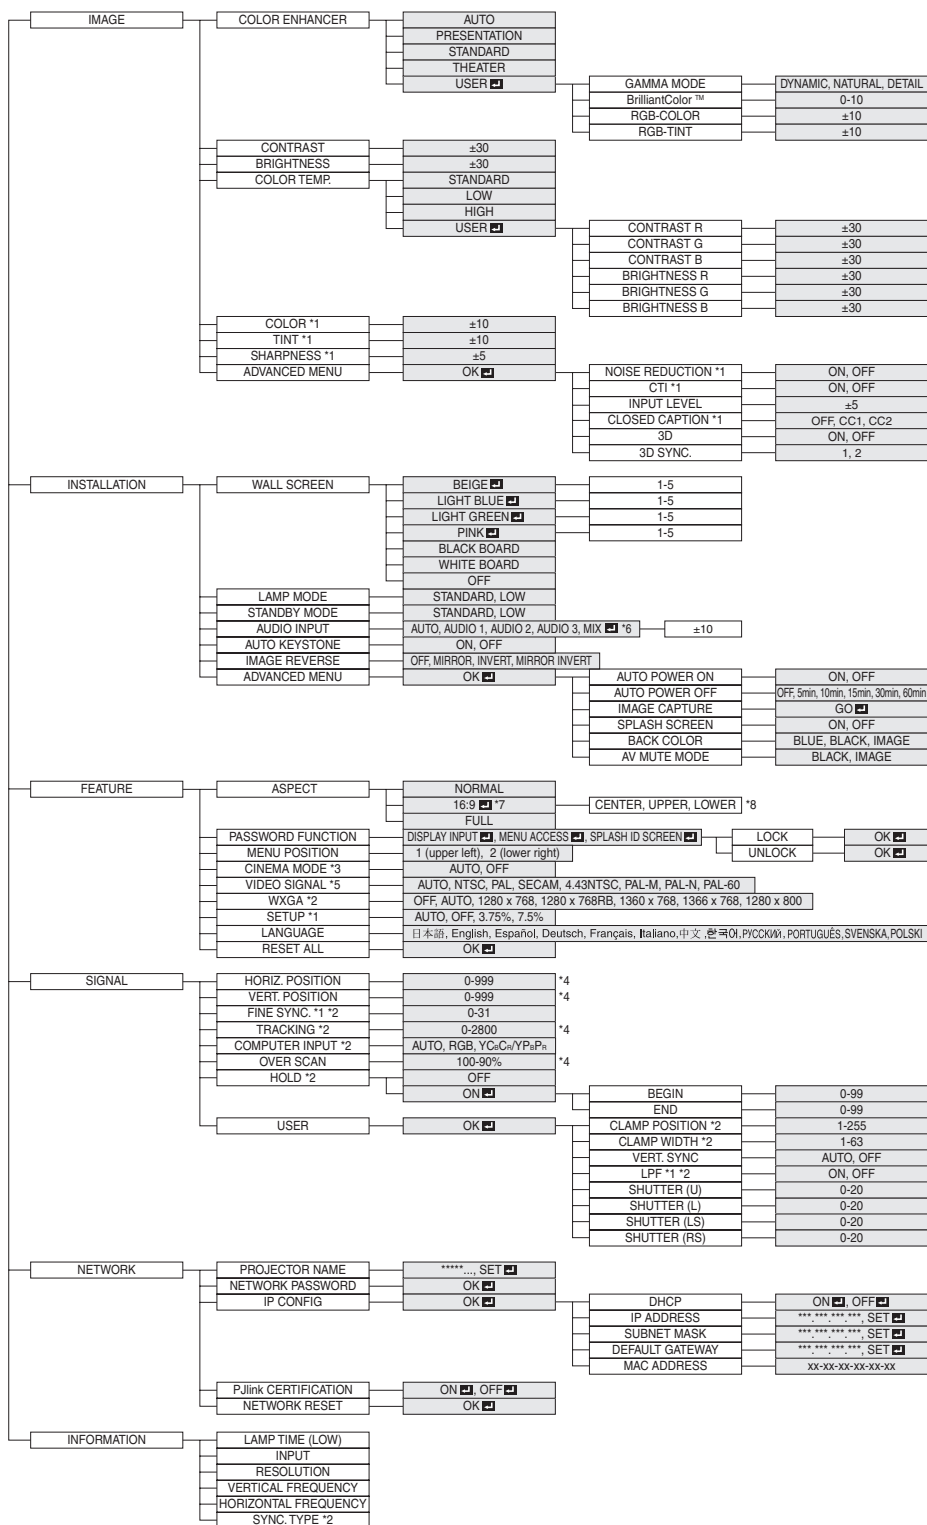 IMAGE COLOR ENHANCER AUTO
PRESENTATION
STANDARD
THEATER
USER GAMMA MODE DYNAMIC, NATURAL, DETAIL
BrilliantColor ™ 0-10
RGB-COLOR ±10
RGB-TINT ±10
CONTRAST ±30
BRIGHTNESS ±30
COLOR TEMP. STANDARD
LOW
HIGH
USER CONTRAST R ±30
CONTRAST G ±30
CONTRAST B ±30
BRIGHTNESS R ±30
BRIGHTNESS G ±30
BRIGHTNESS B ±30
COLOR *1 ±10
TINT *1 ±10
SHARPNESS *1 ±5
ADVANCED MENU OK NOISE REDUCTION *1 ON, OFF
CTI *1 ON, OFF
INPUT LEVEL ±5
CLOSED CAPTION *1 OFF, CC1, CC2
3D ON, OFF
3D SYNC. 1, 2
INSTALLATION WALL SCREEN BEIGE 1-5
LIGHT BLUE 1-5
LIGHT GREEN 1-5
PINK 1-5
BLACK BOARD
WHITE BOARD
OFF
LAMP MODE STANDARD, LOW
STANDBY MODE STANDARD, LOW
AUDIO INPUT AUTO, AUDIO 1, AUDIO 2, AUDIO 3, MIX *6 ±10
AUTO KEYSTONE ON, OFF
IMAGE REVERSE OFF, MIRROR, INVERT, MIRROR INVERT
ADVANCED MENU OK AUTO POWER ON ON, OFF
AUTO POWER OFF OFF, 5min, 10min, 15min, 30min, 60min
IMAGE CAPTURE GO
SPLASH SCREEN ON, OFF
BACK COLOR BLUE, BLACK, IMAGE
AV MUTE MODE BLACK, IMAGE
FEATURE ASPECT NORMAL
16:9 *7 CENTER, UPPER, LOWER *8
FULL
PASSWORD FUNCTION DISPLAY INPUT , MENU ACCESS , SPLASH ID SCREEN LOCK OK
UNLOCK OK
MENU POSITION 1 (upper left), 2 (lower right)
CINEMA MODE *3 AUTO, OFF
VIDEO SIGNAL *5 AUTO, NTSC, PAL, SECAM, 4.43NTSC, PAL-M, PAL-N, PAL-60
WXGA *2 OFF, AUTO, 1280 x 768, 1280 x 768RB, 1360 x 768, 1366 x 768, 1280 x 800
SETUP *1 AUTO, OFF, 3.75%, 7.5%
LANGUAGE 日本語, English, Español, Deutsch, Français, Italiano,中文 ,한국어,РУССКИЙ, PORTUGUÊS,SVENSKA,POLSKI
RESET ALL OK
SIGNAL HORIZ. POSITION 0-999 *4
VERT. POSITION 0-999 *4
FINE SYNC. *1 *2 0-31
TRACKING *2 0-2800 *4
COMPUTER INPUT *2 AUTO, RGB, YCBCR/YPBPR
OVER SCAN 100-90% *4
HOLD *2 OFF
ON BEGIN 0-99
END 0-99
USER OK CLAMP POSITION *2 1-255
CLAMP WIDTH *2 1-63
VERT. SYNC AUTO, OFF
LPF *1 *2 ON, OFF
SHUTTER (U) 0-20
SHUTTER (L) 0-20
SHUTTER (LS) 0-20
SHUTTER (RS) 0-20
NETWORK PROJECTOR NAME *****..., SET
NETWORK PASSWORD OK
IP CONFIG OK DHCP ON , OFF
IP ADDRESS ***.***.***.***, SET
SUBNET MASK ***.***.***.***, SET
DEFAULT GATEWAY ***.***.***.***, SET
MAC ADDRESS xx-xx-xx-xx-xx-xx
PJlink CERTIFICATION ON , OFF
NETWORK RESET OK
INFORMATION LAMP TIME (LOW)
INPUT
RESOLUTION
VERTICAL FREQUENCY
HORIZONTAL FREQUENCY
SYNC. TYPE *2